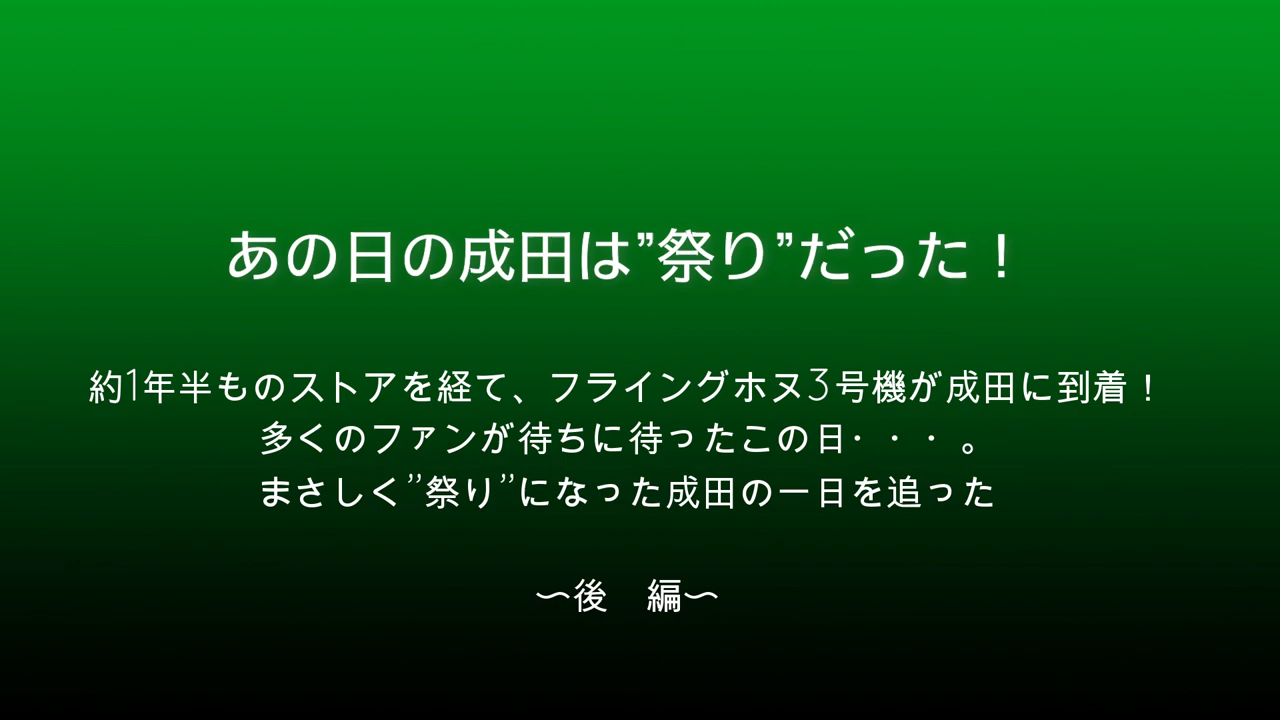 あの日の成田は”祭り”だった！
約1年半ものストアを経て、フライングホヌ3号機が成田に到着！
多くのファンが待ちに待ったこの日・・・。
まさしく”祭り”になった成田の一日を追った
〜後　編〜